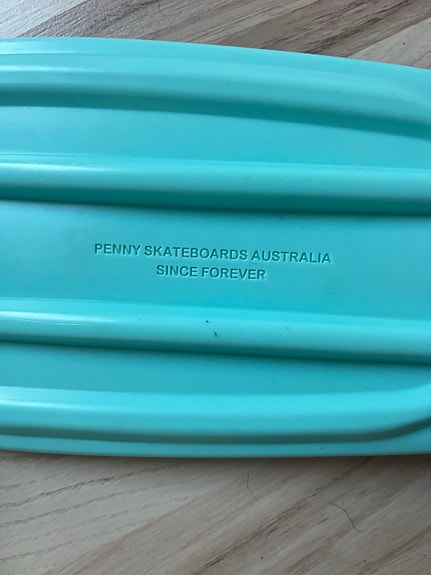 PENNY SKATEBOARDS AUSTRALIA
SINCE FOREVER